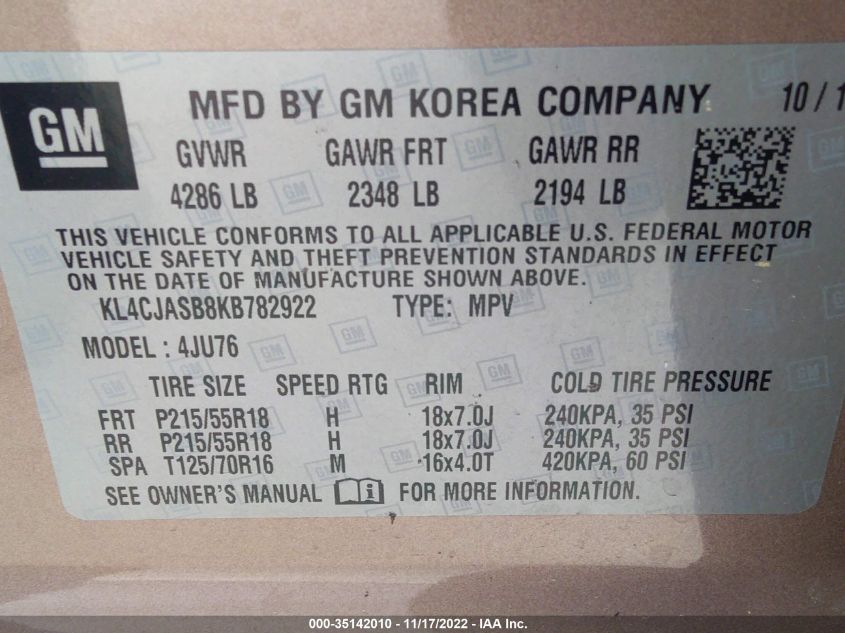 GM
MFD BY GM KOREA COMPANY 10/1
GVWR GAWR FRT GAWR RR
4286 LB 2348 LB 2194 LB
THIS VEHICLE CONFORMS TO ALL APPLICABLE U.S. FEDERAL MOTOR
VEHICLE SAFETY AND THEFT PREVENTION STANDARDS IN EFFECT
ON THE DATE OF MANUFACTURE SHOWN ABOVE.
KL4CJASB8KB782922 TYPE: MPV
MODEL : 4JU76
TIRE SIZE SPEED RTG RIM COLD TIRE PRESSURE
FRT P215/55R18 H 18x7.0J 240KPA, 35 PSI
RR P215/55R18 H 18x7.0J 240KPA, 35 PSI
SPA T125/70R16 M 16x4.0T 420KPA, 60 PSI
SEE OWNER'S MANUAL i FOR MORE INFORMATION.
000-35142010 - 11/17/2022 - IAA Inc.